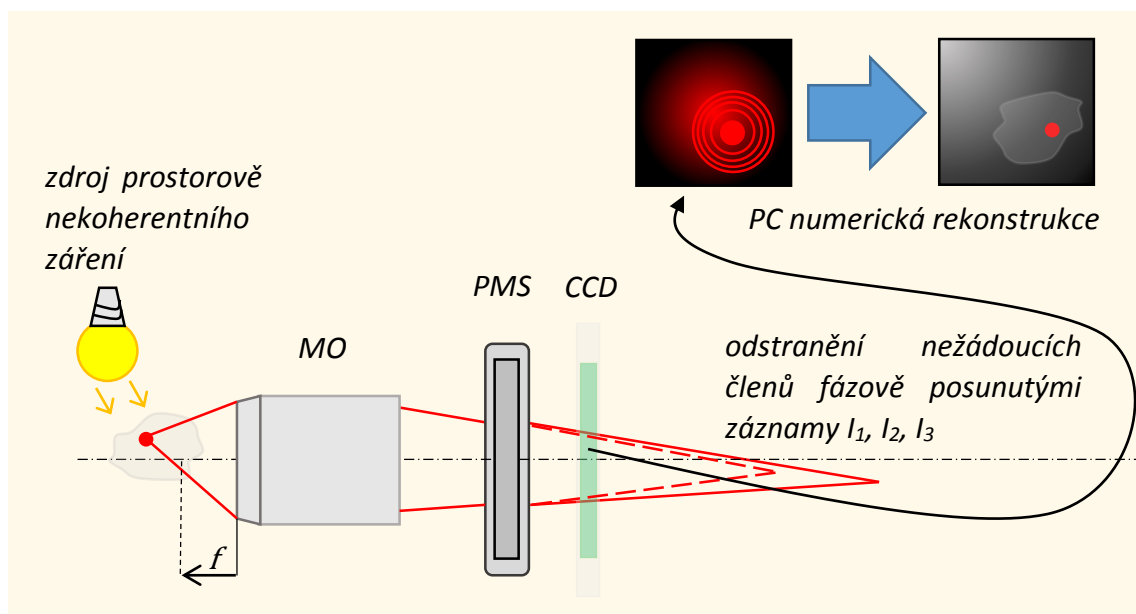 zdroj prostorově
nekoherentního
záření
PC numerická rekonstrukce
PMS
CCD
MO
odstranění nežádoucích
členů fázově posunutými
záznamy I₁, I₂, I₃
f